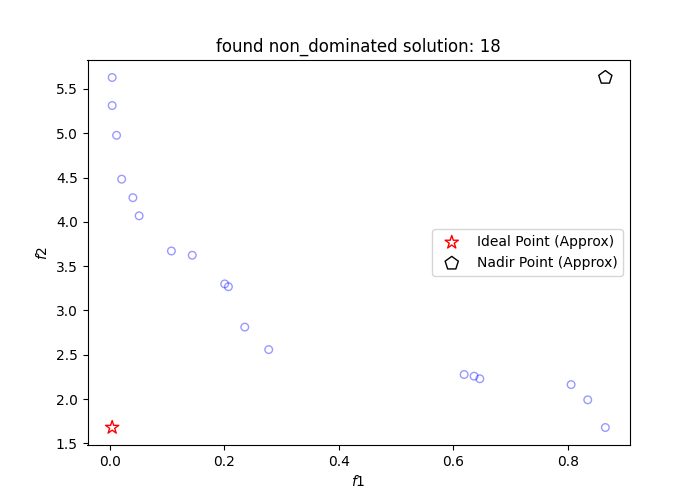 found non_dominated solution: 18
f2
5.5
5.0
4.5
4.0
3.5
3.0
2.5
2.0
1.5
Ideal Point (Approx)
Nadir Point (Approx)
0.0 0.2 0.4 0.6 0.8
f1